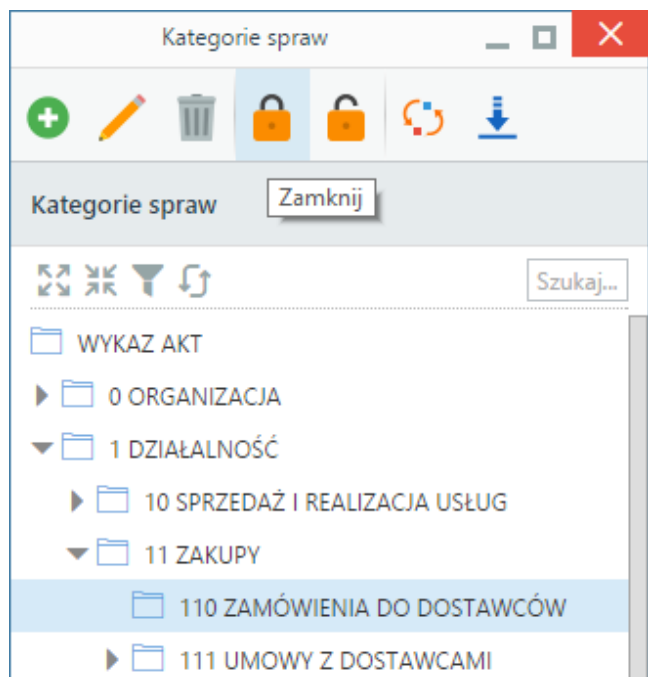 Kategorie spraw
Kategorie spraw
Zamknij
Szukaj...
WYKAZ AKT
0 ORGANIZACJA
1 DZIAŁALNOŚĆ
10 SPRZEDAŻ I REALIZACJA USŁUG
11 ZAKUPY
110 ZAMÓWIENIA DO DOSTAWCÓW
111 UMOWY Z DOSTAWCAMI